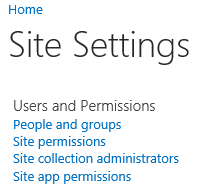 Home
Site Settings
Users and Permissions
People and groups
Site permissions
Site collection administrators
Site app permissions